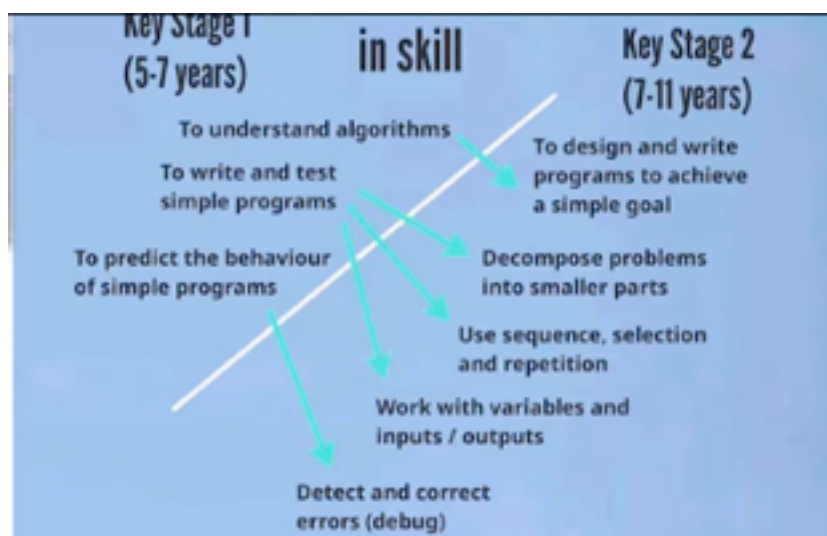 Key Stage 1
(5-7 years)
in skill
Key Stage 2
(7-11 years)
To understand algorithms
To write and test
simple programs
To predict the behaviour
of simple programs
To design and write
programs to achieve
a simple goal
Decompose problems
into smaller parts
Use sequence, selection
and repetition
Work with variables and
inputs / outputs
Detect and correct
errors (debug)